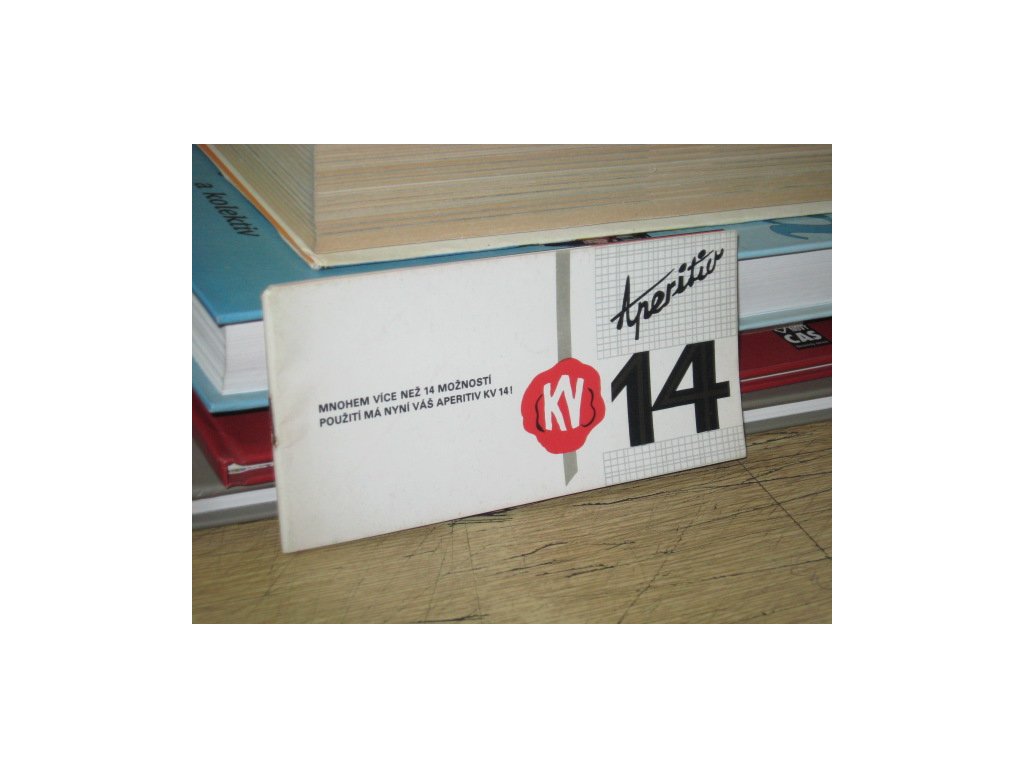 a kolektiv
Aperitiv
14
KV
MNOHEM VÍCE NEŽ 14 MOŽNOSTÍ
POUŽITÍ MÁ NYNÍ VÁŠ APERITIV KV 14!
ČAS